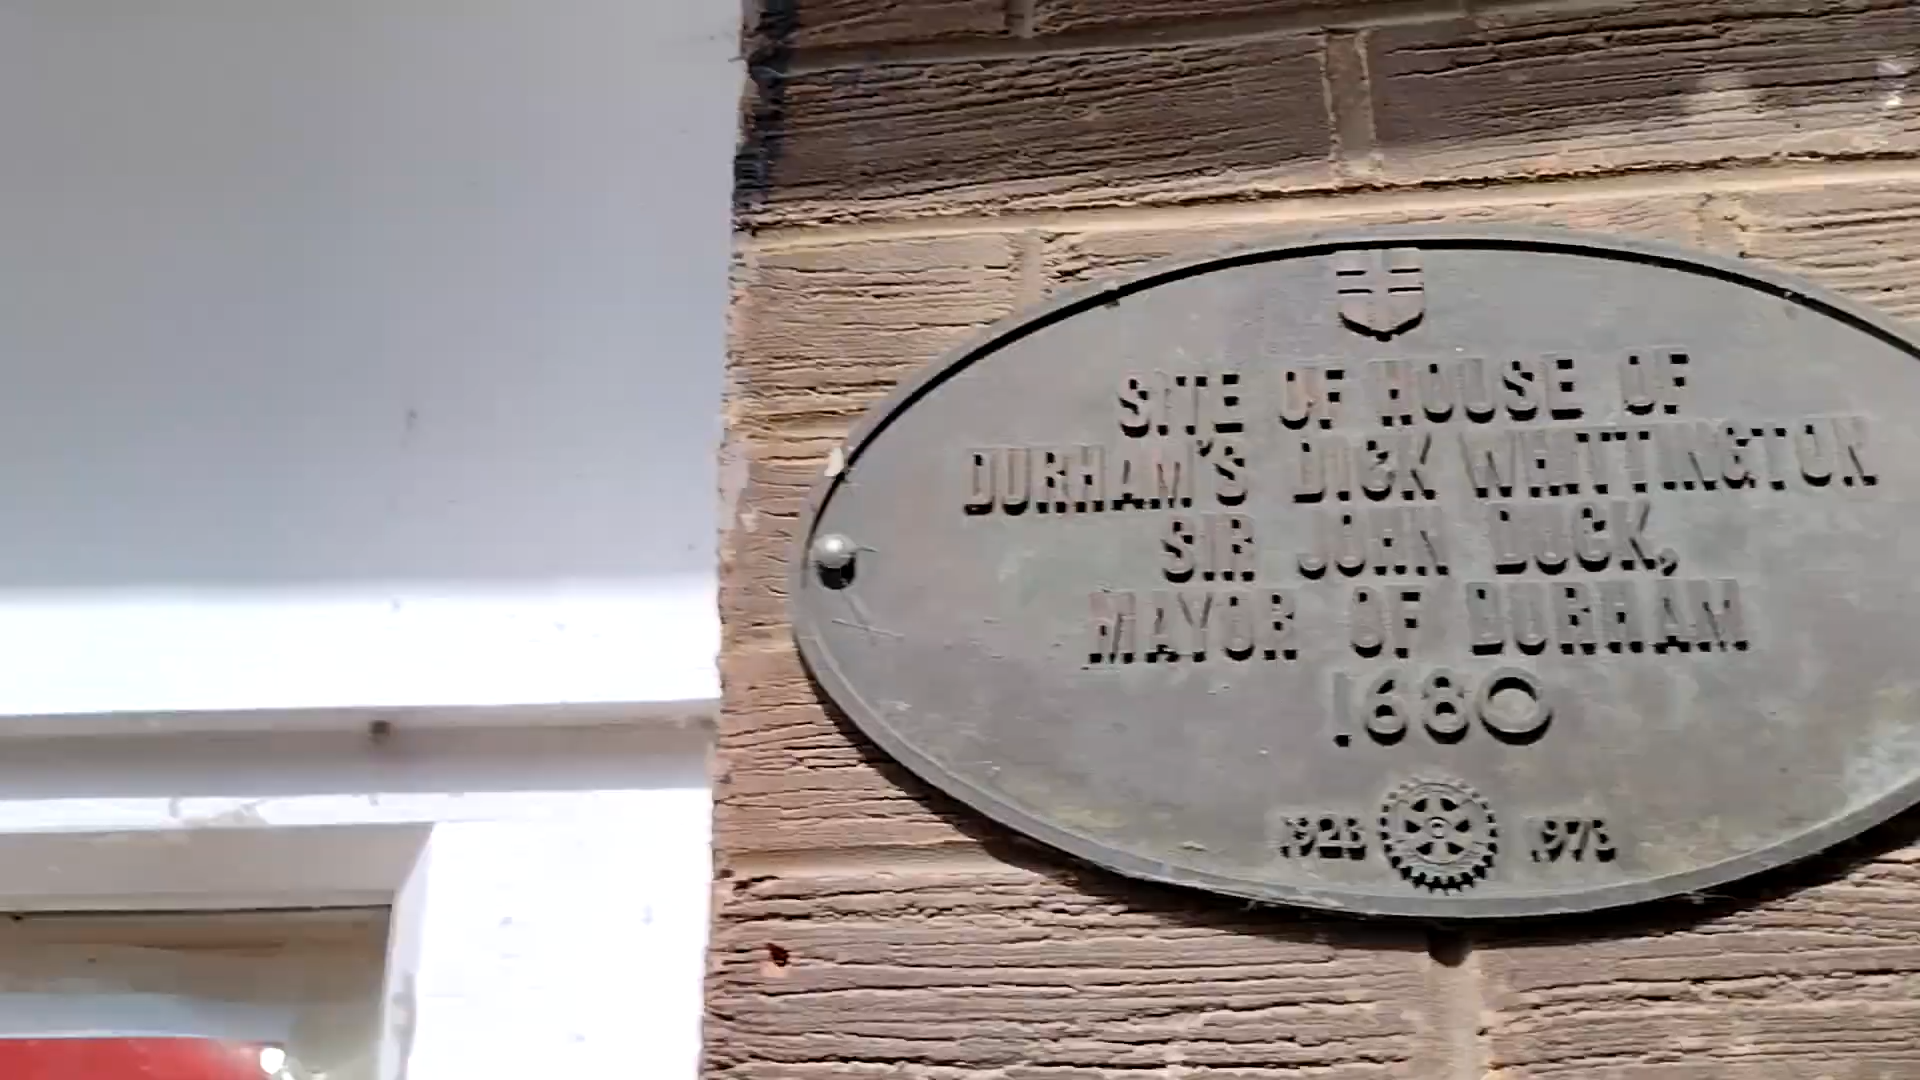 SITE OF HOUSE OF
DURHAM'S DICK WHITTINGTON
SIR JOHN DUCK,
MAYOR OF DURHAM
1680
1923 1973